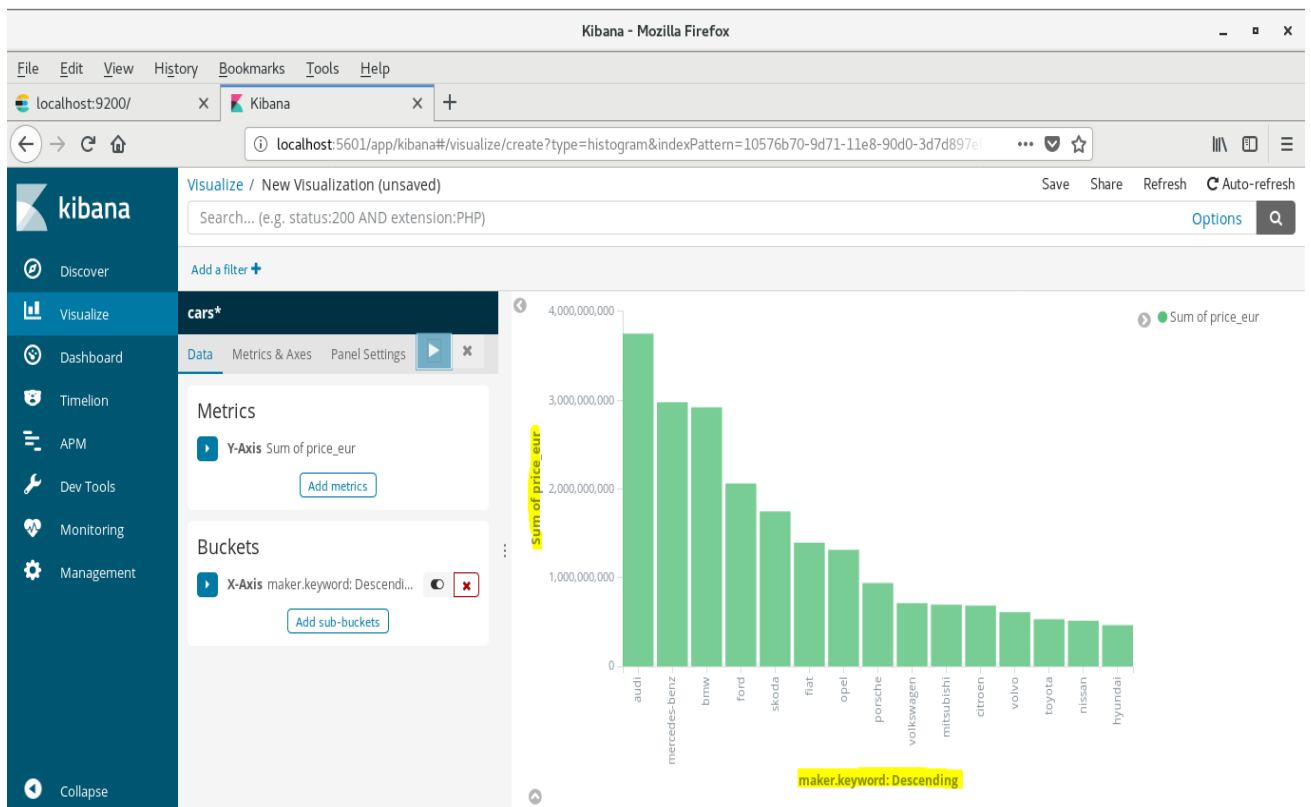 Kibana - Mozilla Firefox
File Edit View History Bookmarks Tools Help
localhost:9200/ Kibana
localhost:5601/app/kibana#/visualize/create?type=histogram&indexPattern=10576b70-9d71-11e8-90d0-3d7d897e
kibana
Discover
Visualize
Dashboard
Timelion
APM
Dev Tools
Monitoring
Management
Collapse
Visualize / New Visualization (unsaved)
Save Share Refresh Auto-refresh
Search... (e.g. status:200 AND extension:PHP)
Options
Add a filter
cars*
Data Metrics & Axes Panel Settings
Metrics
Y-Axis Sum of price_eur
Add metrics
Buckets
X-Axis maker.keyword: Descendi...
Add sub-buckets
Sum of price_eur
4,000,000,000
3,000,000,000
2,000,000,000
1,000,000,000
0
audi
mercedes-benz
bmw
ford
skoda
fiat
opel
porsche
volkswagen
mitsubishi
citroen
volvo
toyota
nissan
hyundai
maker.keyword: Descending
Sum of price_eur